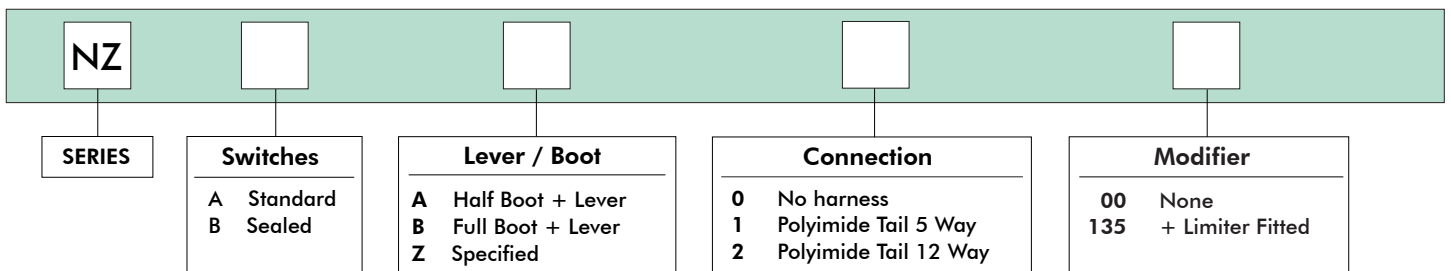 NZ
SERIES
Switches
A Standard
B Sealed
Lever / Boot
A Half Boot + Lever
B Full Boot + Lever
Z Specified
Connection
0 No harness
1 Polyimide Tail 5 Way
2 Polyimide Tail 12 Way
Modifier
00 None
135 + Limiter Fitted